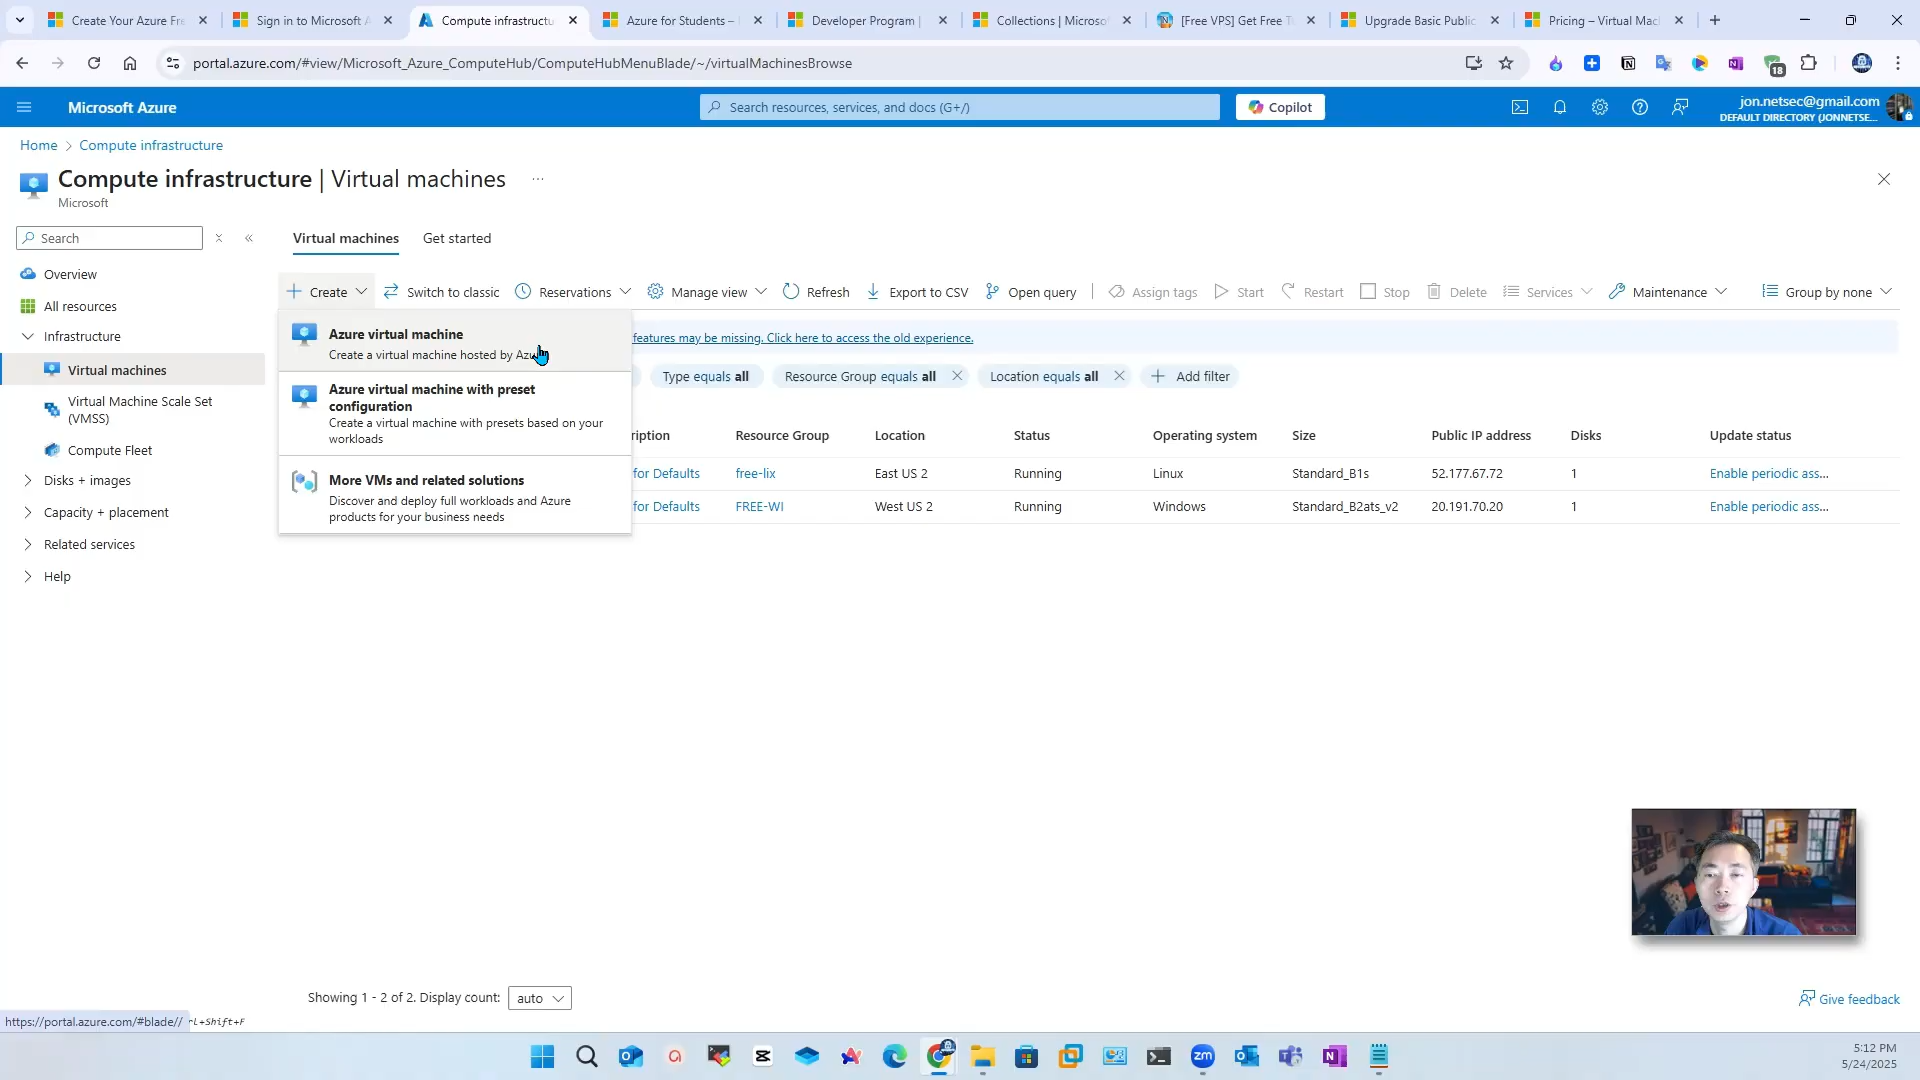 Create Your Azure Fre
Sign in to Microsoft A
Compute infrastructu
Azure for Students –
Developer Program |
Collections | Microso
[Free VPS] Get Free T
Upgrade Basic Public
Pricing – Virtual Mac
portal.azure.com/#view/Microsoft_Azure_ComputeHub/ComputeHubMenuBlade/~/virtualMachinesBrowse
18
Microsoft Azure
Search resources, services, and docs (G+/)
Copilot
jon.netsec@gmail.com
DEFAULT DIRECTORY (JONNETSE...
Home > Compute infrastructure
Compute infrastructure | Virtual machines ...
Microsoft
Search
Overview
All resources
Infrastructure
Virtual machines
Virtual Machine Scale Set
(VMSS)
Compute Fleet
Disks + images
Capacity + placement
Related services
Help
Virtual machines
Get started
Create
Switch to classic
Reservations
Manage view
Refresh
Export to CSV
Open query
Assign tags
Start
Restart
Stop
Delete
Services
Maintenance
Group by none
features may be missing. Click here to access the old experience.
Type equals all
Resource Group equals all
Location equals all
Add filter
Azure virtual machine
Create a virtual machine hosted by Azu
Azure virtual machine with preset
configuration
Create a virtual machine with presets based on your
workloads
More VMs and related solutions
Discover and deploy full workloads and Azure
products for your business needs
ription Resource Group Location Status Operating system Size Public IP address Disks Update status
for Defaults free-lix East US 2 Running Linux Standard_B1s 52.177.67.72 1 Enable periodic ass...
for Defaults FREE-WI West US 2 Running Windows Standard_B2ats_v2 20.191.70.20 1 Enable periodic ass...
Showing 1 - 2 of 2. Display count: auto
Give feedback
https://portal.azure.com/#blade// rl+Shift+F
zm
5:12 PM
5/24/2025